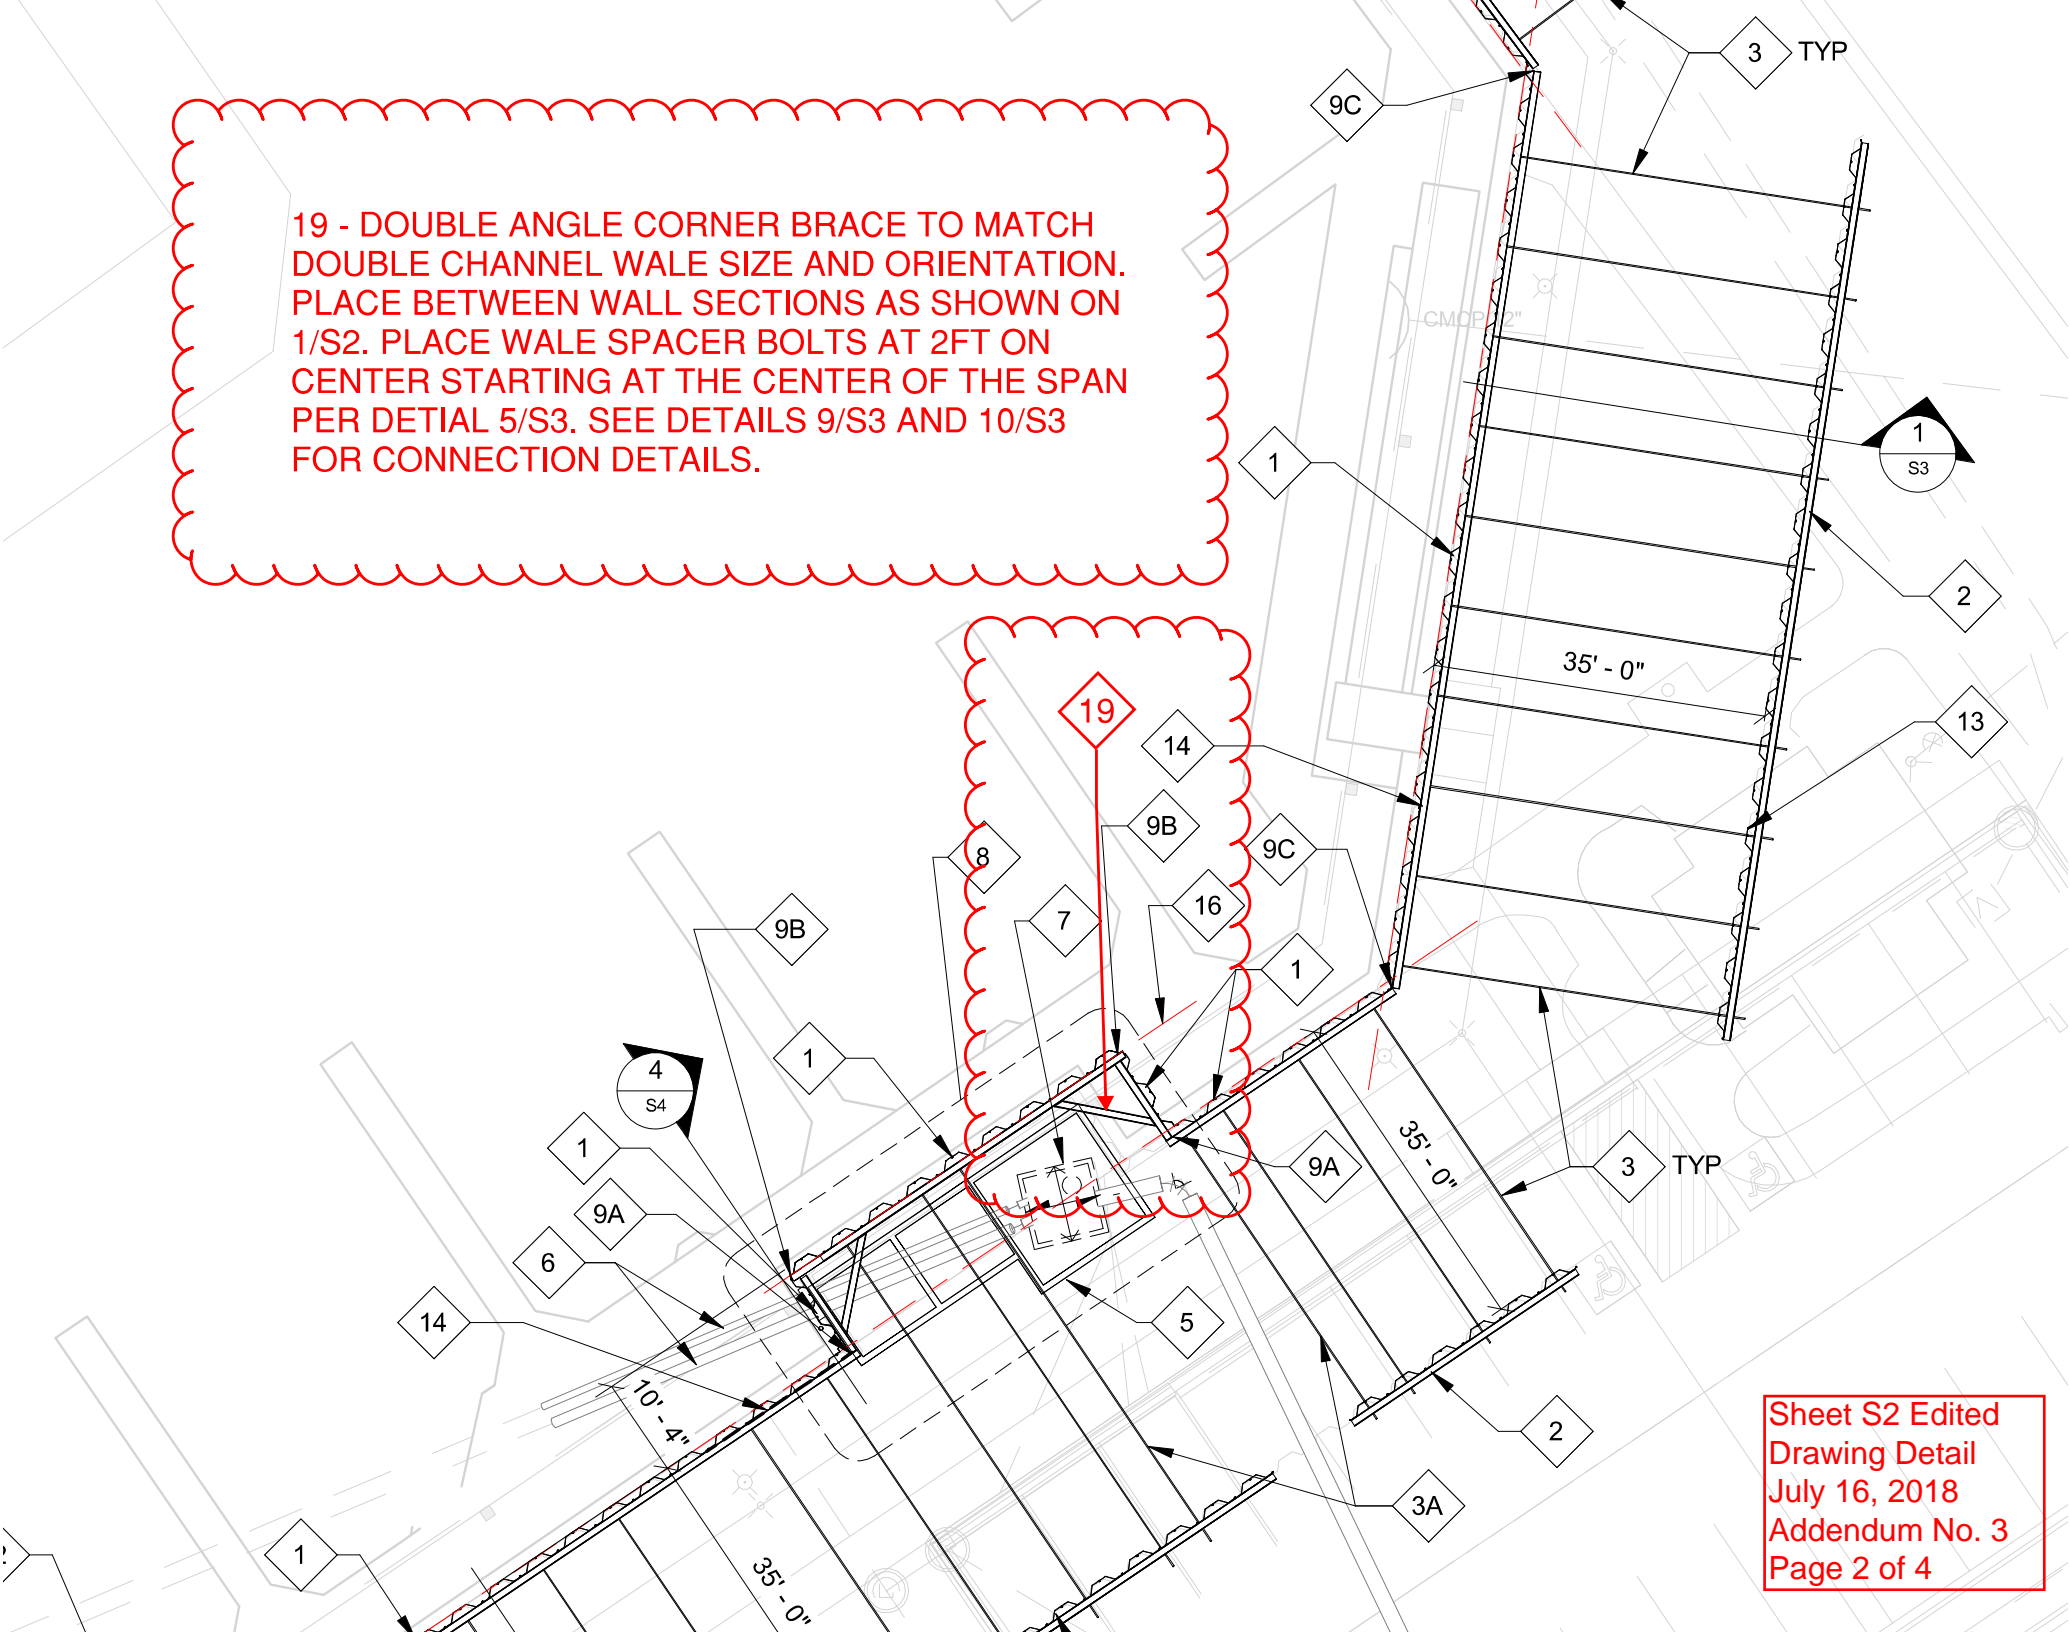 3 TYP
9C
19 - DOUBLE ANGLE CORNER BRACE TO MATCH
DOUBLE CHANNEL WALE SIZE AND ORIENTATION.
PLACE BETWEEN WALL SECTIONS AS SHOWN ON
1/S2. PLACE WALE SPACER BOLTS AT 2FT ON
CENTER STARTING AT THE CENTER OF THE SPAN
PER DETIAL 5/S3. SEE DETAILS 9/S3 AND 10/S3
FOR CONNECTION DETAILS.
1
1
S3
2
35' - 0"
19
14
13
9B
8
9C
7
16
9B
1
1
4
S4
1
9A
6
14
9A
35' - 0"
3 TYP
5
10' - 4"
2
3A
1
35' - 0"
Sheet S2 Edited
Drawing Detail
July 16, 2018
Addendum No. 3
Page 2 of 4